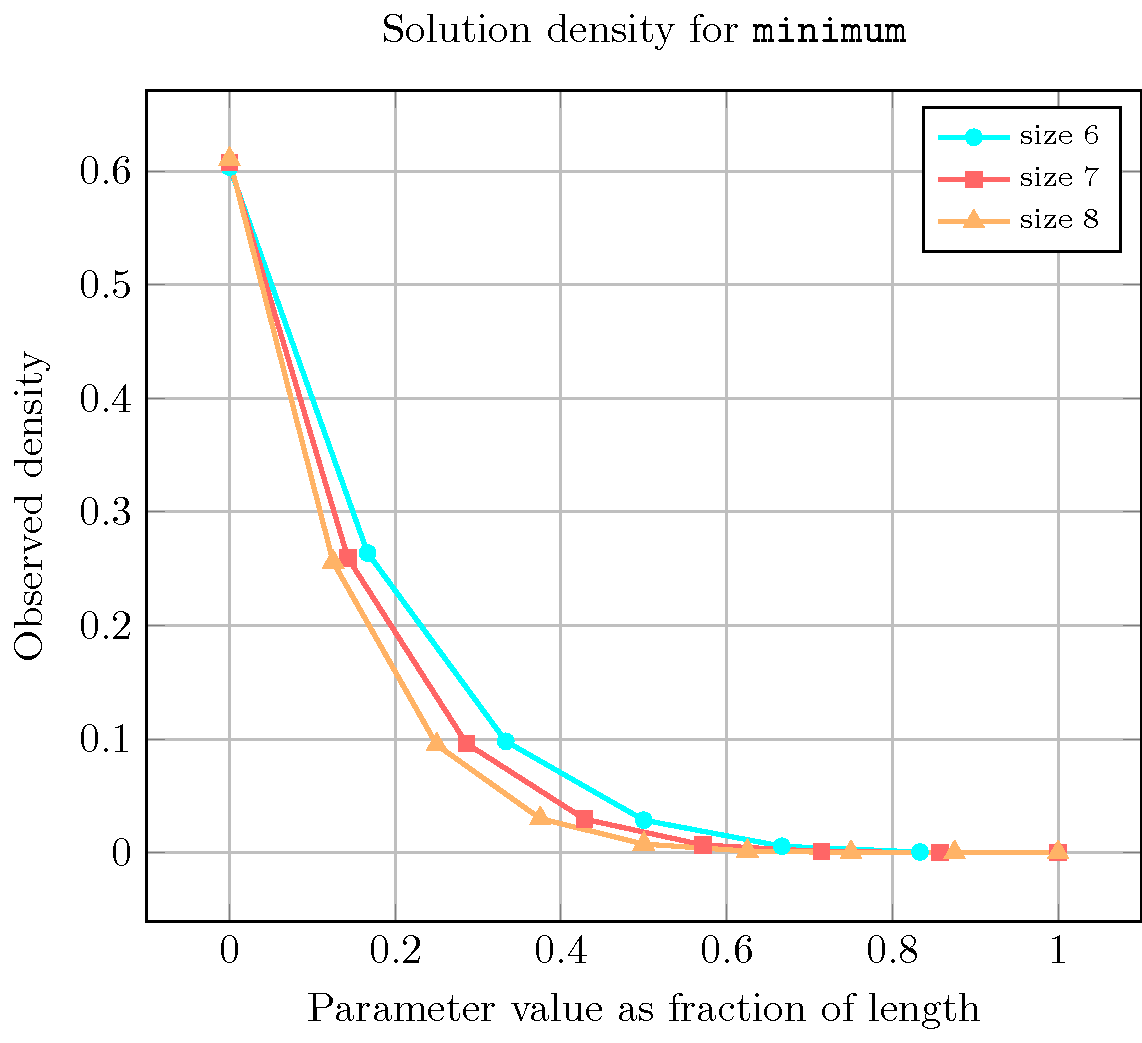 Solution density for minimum
size 6
size 7
size 8
Observed density
0.6
0.5
0.4
0.3
0.2
0.1
0
0 0.2 0.4 0.6 0.8 1
Parameter value as fraction of length